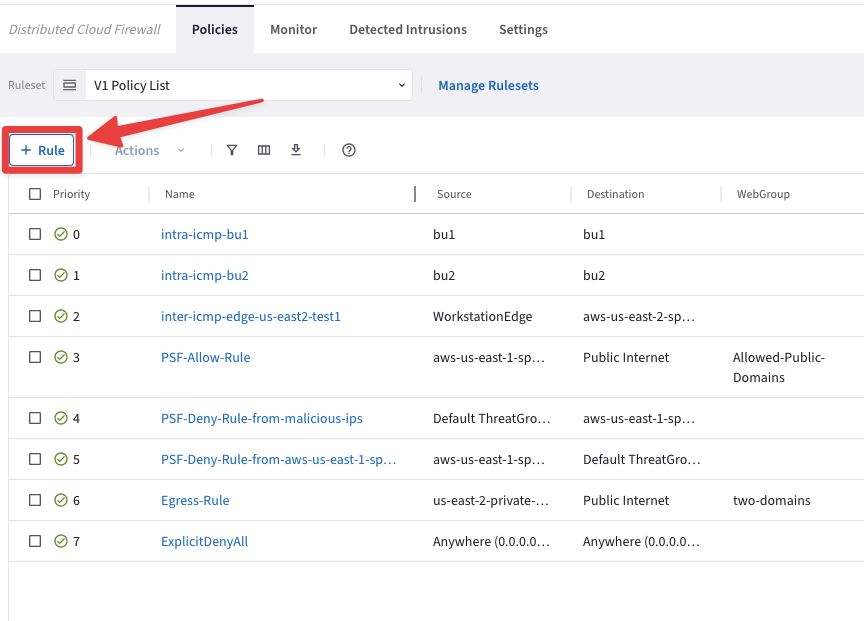 Distributed Cloud Firewall Policies Monitor Detected Intrusions Settings
Ruleset V1 Policy List Manage Rulesets
+ Rule Actions
Priority Name Source Destination WebGroup
0 intra-icmp-bu1 bu1 bu1
1 intra-icmp-bu2 bu2 bu2
2 inter-icmp-edge-us-east2-test1 WorkstationEdge aws-us-east-2-sp…
3 PSF-Allow-Rule aws-us-east-1-sp… Public Internet Allowed-Public-
Domains
4 PSF-Deny-Rule-from-malicious-ips Default ThreatGro… aws-us-east-1-sp…
5 PSF-Deny-Rule-from-aws-us-east-1-sp… aws-us-east-1-sp… Default ThreatGro…
6 Egress-Rule us-east-2-private-… Public Internet two-domains
7 ExplicitDenyAll Anywhere (0.0.0.0… Anywhere (0.0.0.0…